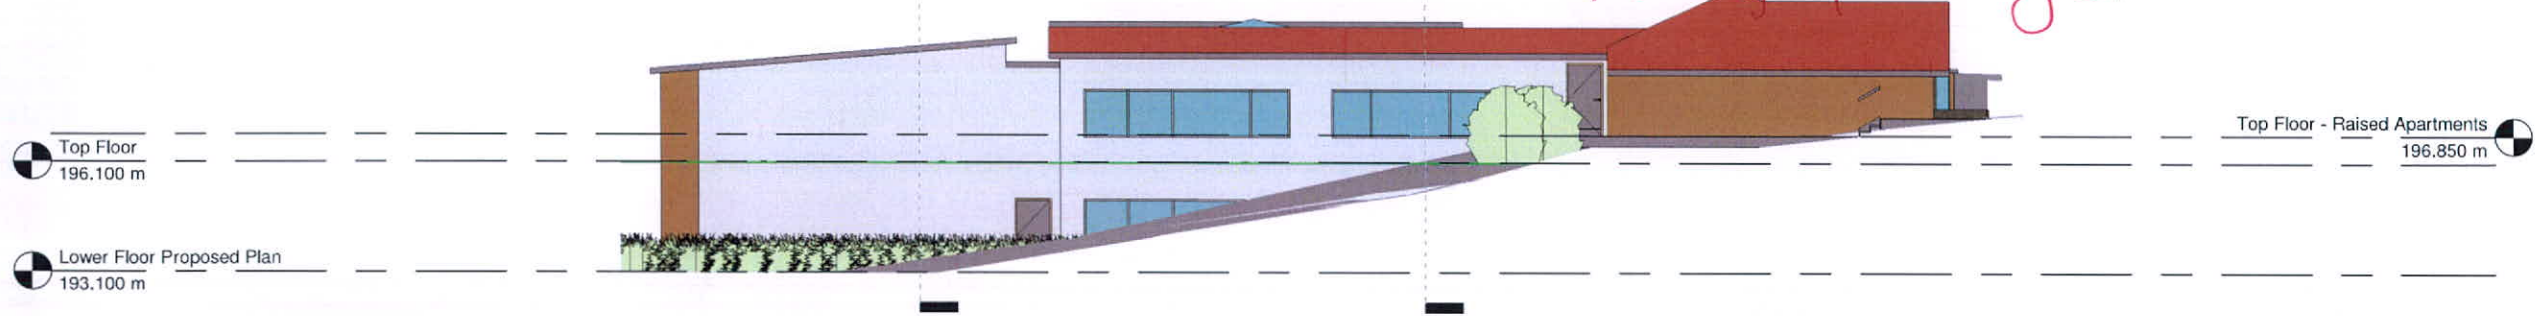 Top Floor
196.100 m
Top Floor - Raised Apartments
196.850 m
Lower Floor Proposed Plan
193.100 m